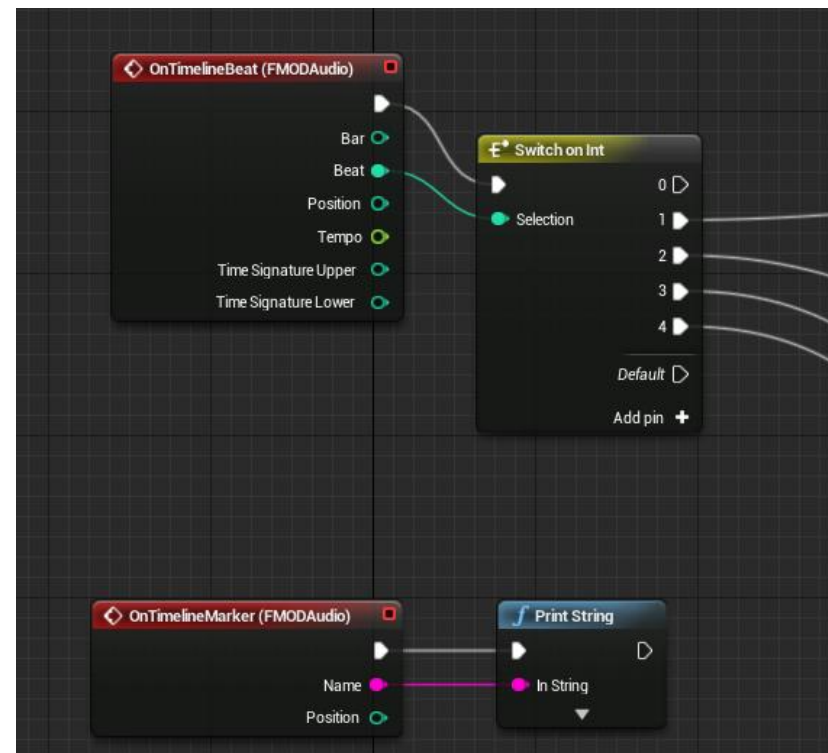 OnTimelineBeat (FMODAudio)
Bar
Beat
Position
Tempo
Time Signature Upper
Time Signature Lower
Switch on Int
0
Selection 1
2
3
4
Default
Add pin +
OnTimelineMarker (FMODAudio)
Name
Position
f Print String
In String